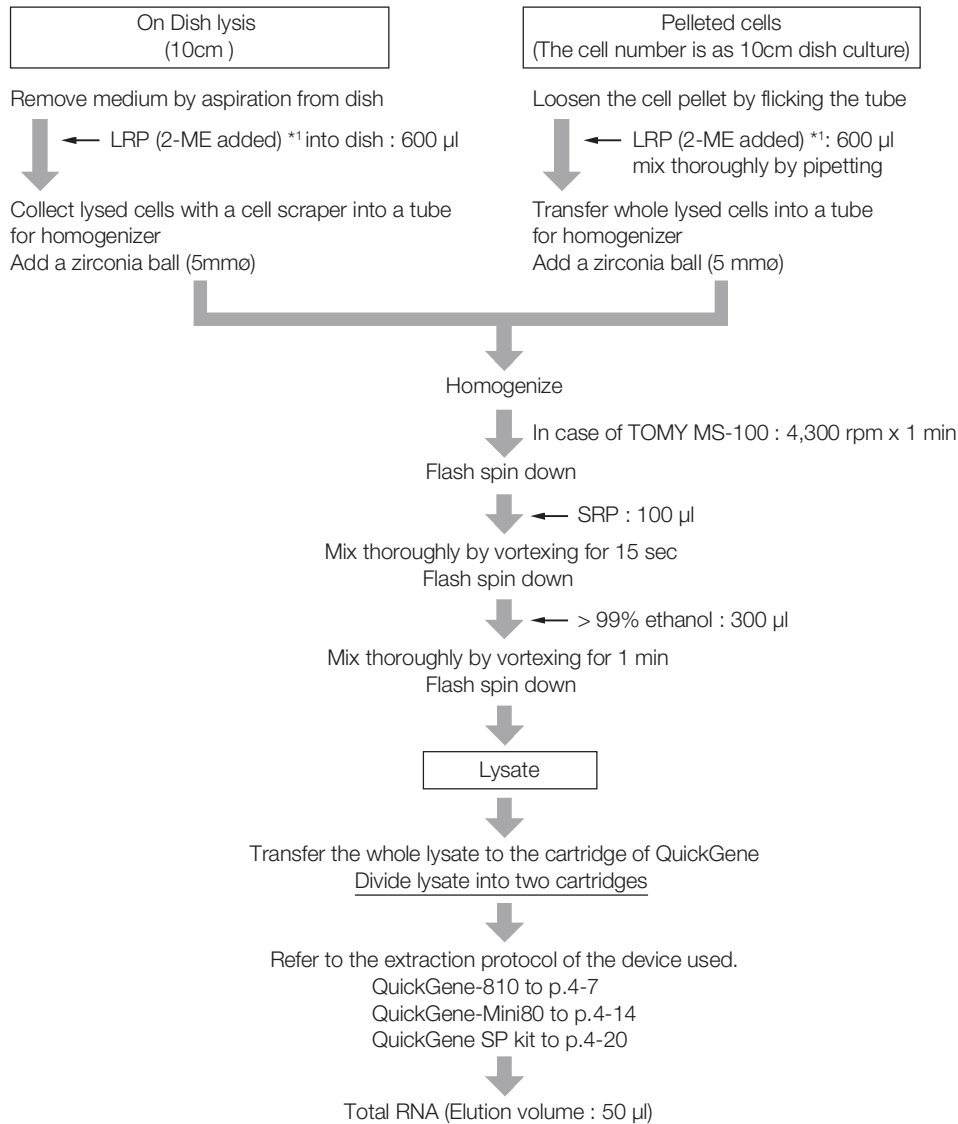 On Dish lysis
(10cm )
Remove medium by aspiration from dish
LRP (2-ME added) *1 into dish : 600 µl
Collect lysed cells with a cell scraper into a tube
for homogenizer
Add a zirconia ball (5mmø)
Pelleted cells
(The cell number is as 10cm dish culture)
Loosen the cell pellet by flicking the tube
LRP (2-ME added) *1: 600 µl
mix thoroughly by pipetting
Transfer whole lysed cells into a tube
for homogenizer
Add a zirconia ball (5 mmø)
Homogenize
In case of TOMY MS-100 : 4,300 rpm x 1 min
Flash spin down
SRP : 100 µl
Mix thoroughly by vortexing for 15 sec
Flash spin down
> 99% ethanol : 300 µl
Mix thoroughly by vortexing for 1 min
Flash spin down
Lysate
Transfer the whole lysate to the cartridge of QuickGene
Divide lysate into two cartridges
Refer to the extraction protocol of the device used.
QuickGene-810 to p.4-7
QuickGene-Mini80 to p.4-14
QuickGene SP kit to p.4-20
Total RNA (Elution volume : 50 µl)